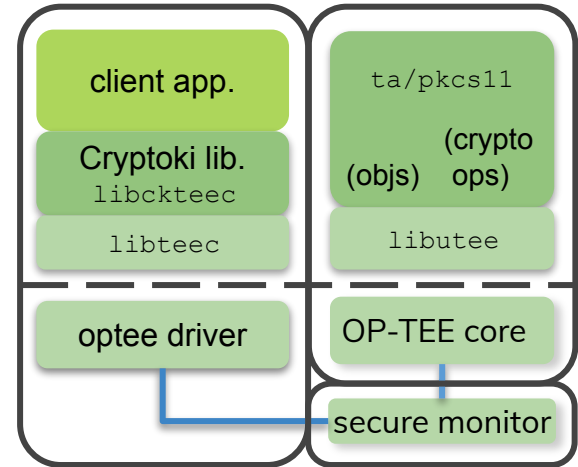 client app.
Cryptoki lib.
libckteec
libteec
optee driver
ta/pkcs11
(crypto
(objs) ops)
libutee
OP-TEE core
secure monitor